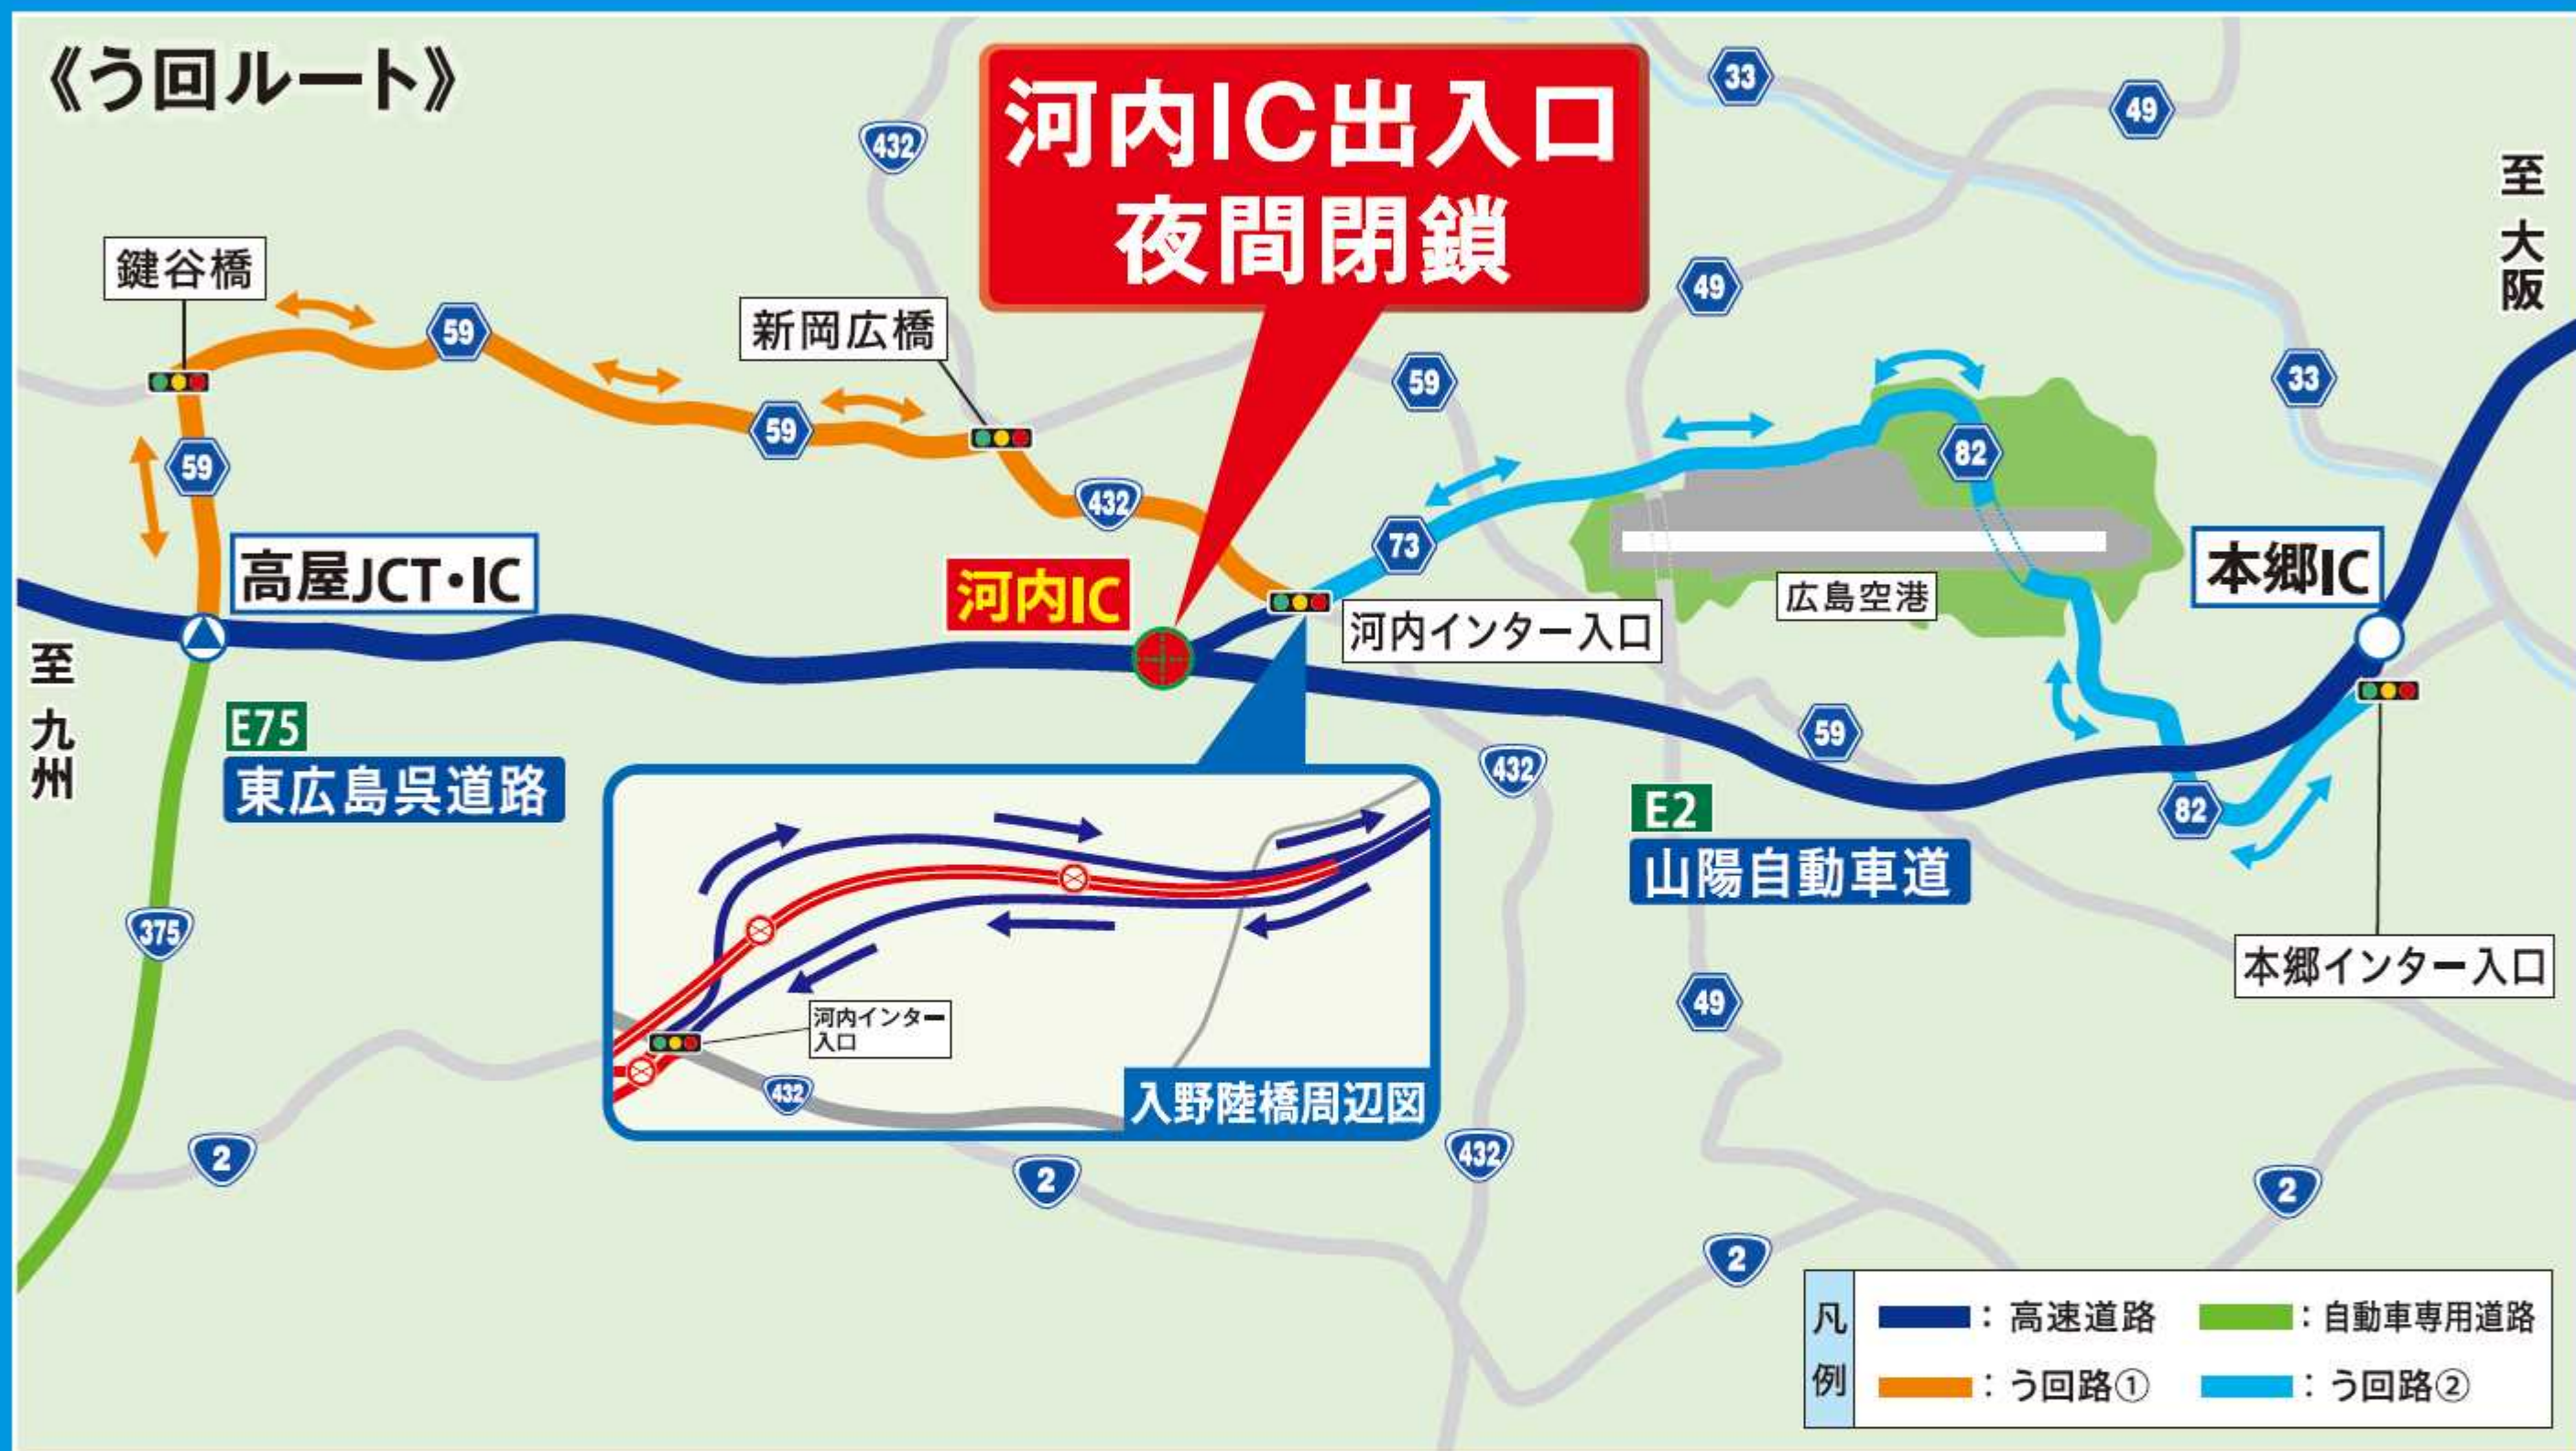 《う回ルート》
河内IC出入口
夜間閉鎖
432
33
49
至 大阪
鍵谷橋
59
新岡広橋
49
59
33
59
59
82
432
73
高屋JCT・IC
河内IC
河内インター入口
広島空港
本郷IC
至 九州
E75
東広島呉道路
59
432
E2
山陽自動車道
82
375
本郷インター入口
49
河内インター
入口
432
入野陸橋周辺図
2
2
432
2
2
凡例
：高速道路
：自動車専用道路
：う回路①
：う回路②